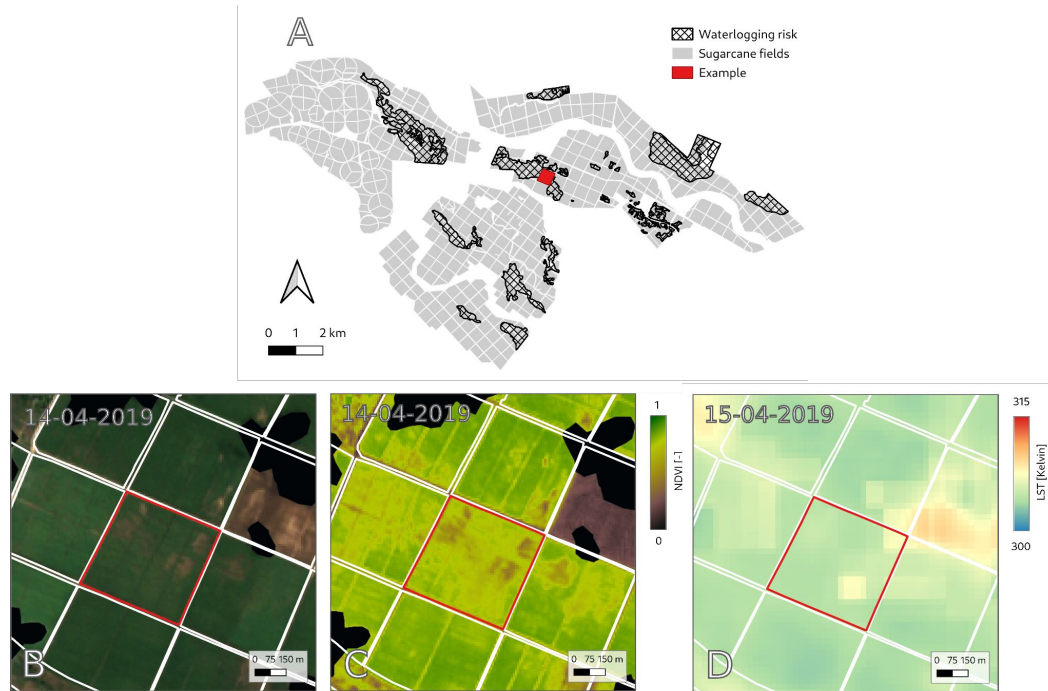 A
Waterlogging risk
Sugarcane fields
Example
0 1 2 km
14-04-2019
B
0 75 150 m
14-04-2019
C
0 75 150 m
1
NDVI [-]
0
15-04-2019
D
0 75 150 m
315
LST [Kelvin]
300